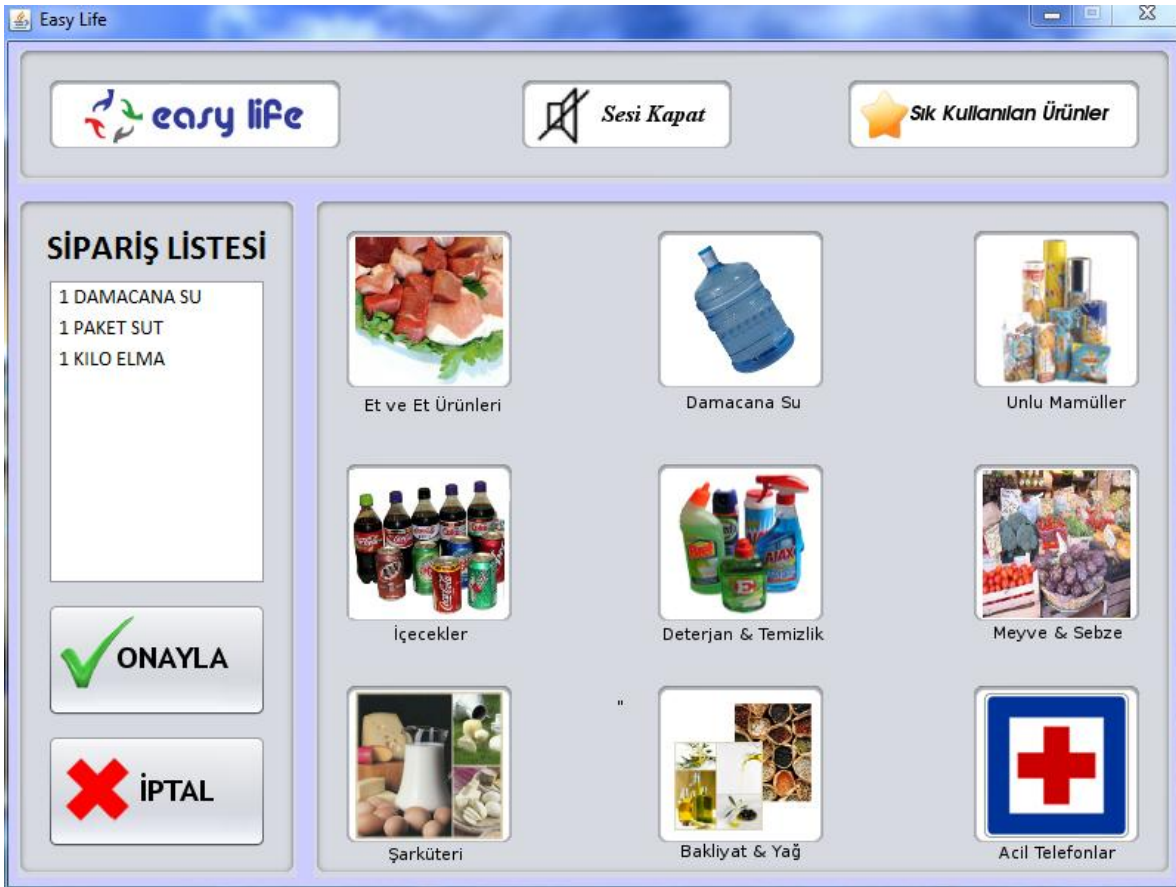 Easy Life
easy life
Sesi Kapat
Sık Kullanılan Ürünler
SİPARİŞ LİSTESİ
1 DAMACANA SU
1 PAKET SUT
1 KILO ELMA
ONAYLA
İPTAL
Et ve Et Ürünleri
Damacana Su
Unlu Mamüller
İçecekler
Deterjan & Temizlik
Meyve & Sebze
"
Şarküteri
Bakliyat & Yağ
Acil Telefonlar